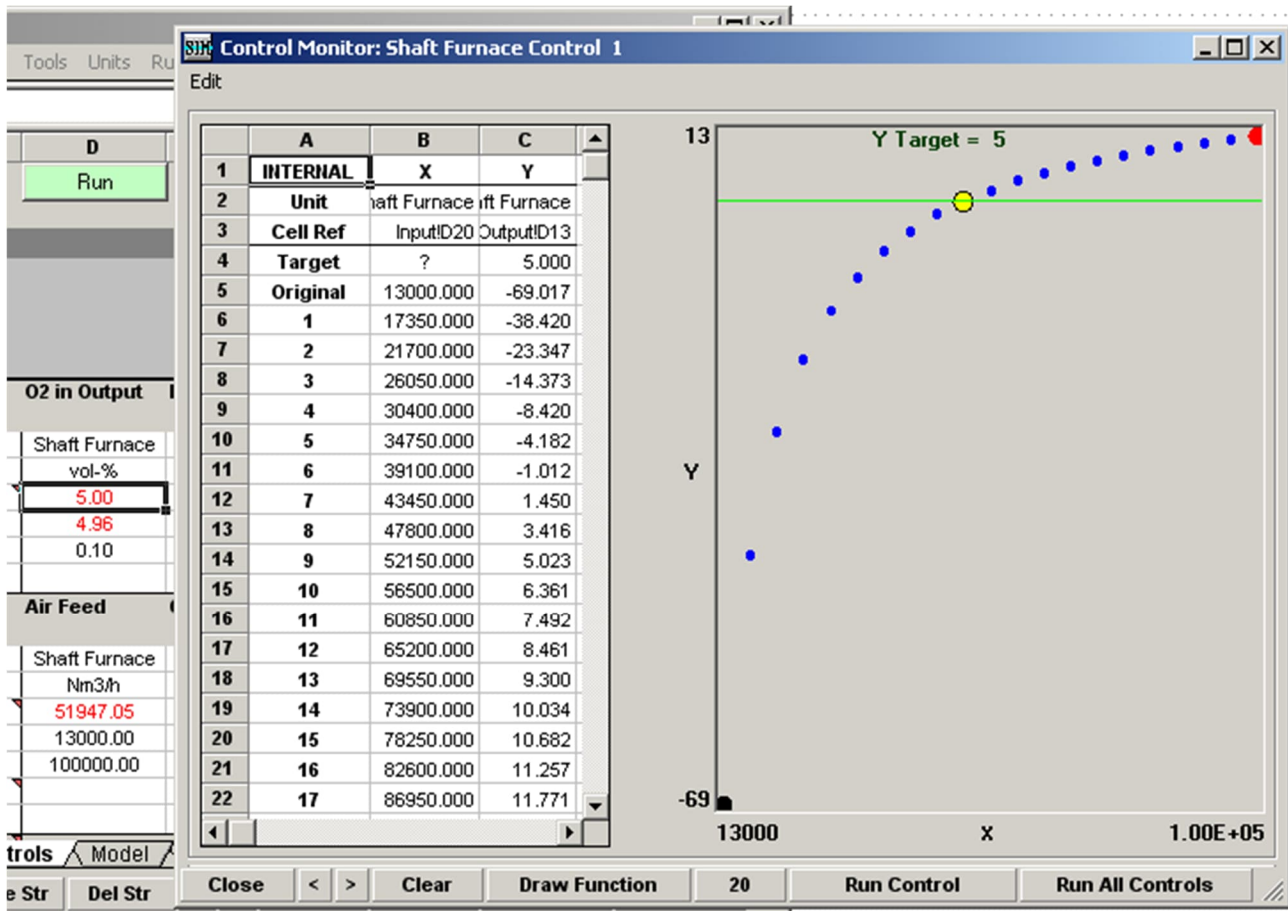 Tools Units Ru
Control Monitor: Shaft Furnace Control 1
Edit
D
Run
O2 in Output
Shaft Furnace
vol-%
5.00
4.96
0.10
Air Feed
Shaft Furnace
Nm3/h
51947.05
13000.00
100000.00
trols Model
e Str Del Str
A B C
1 INTERNAL X Y
2 Unit haft Furnace ft Furnace
3 Cell Ref Input!D20 Output!D13
4 Target ? 5.000
5 Original 13000.000 -69.017
6 1 17350.000 -38.420
7 2 21700.000 -23.347
8 3 26050.000 -14.373
9 4 30400.000 -8.420
10 5 34750.000 -4.182
11 6 39100.000 -1.012
12 7 43450.000 1.450
13 8 47800.000 3.416
14 9 52150.000 5.023
15 10 56500.000 6.361
16 11 60850.000 7.492
17 12 65200.000 8.461
18 13 69550.000 9.300
19 14 73900.000 10.034
20 15 78250.000 10.682
21 16 82600.000 11.257
22 17 86950.000 11.771
13
Y Target = 5
Y
-69
13000 X 1.00E+05
Close < > Clear Draw Function 20 Run Control Run All Controls